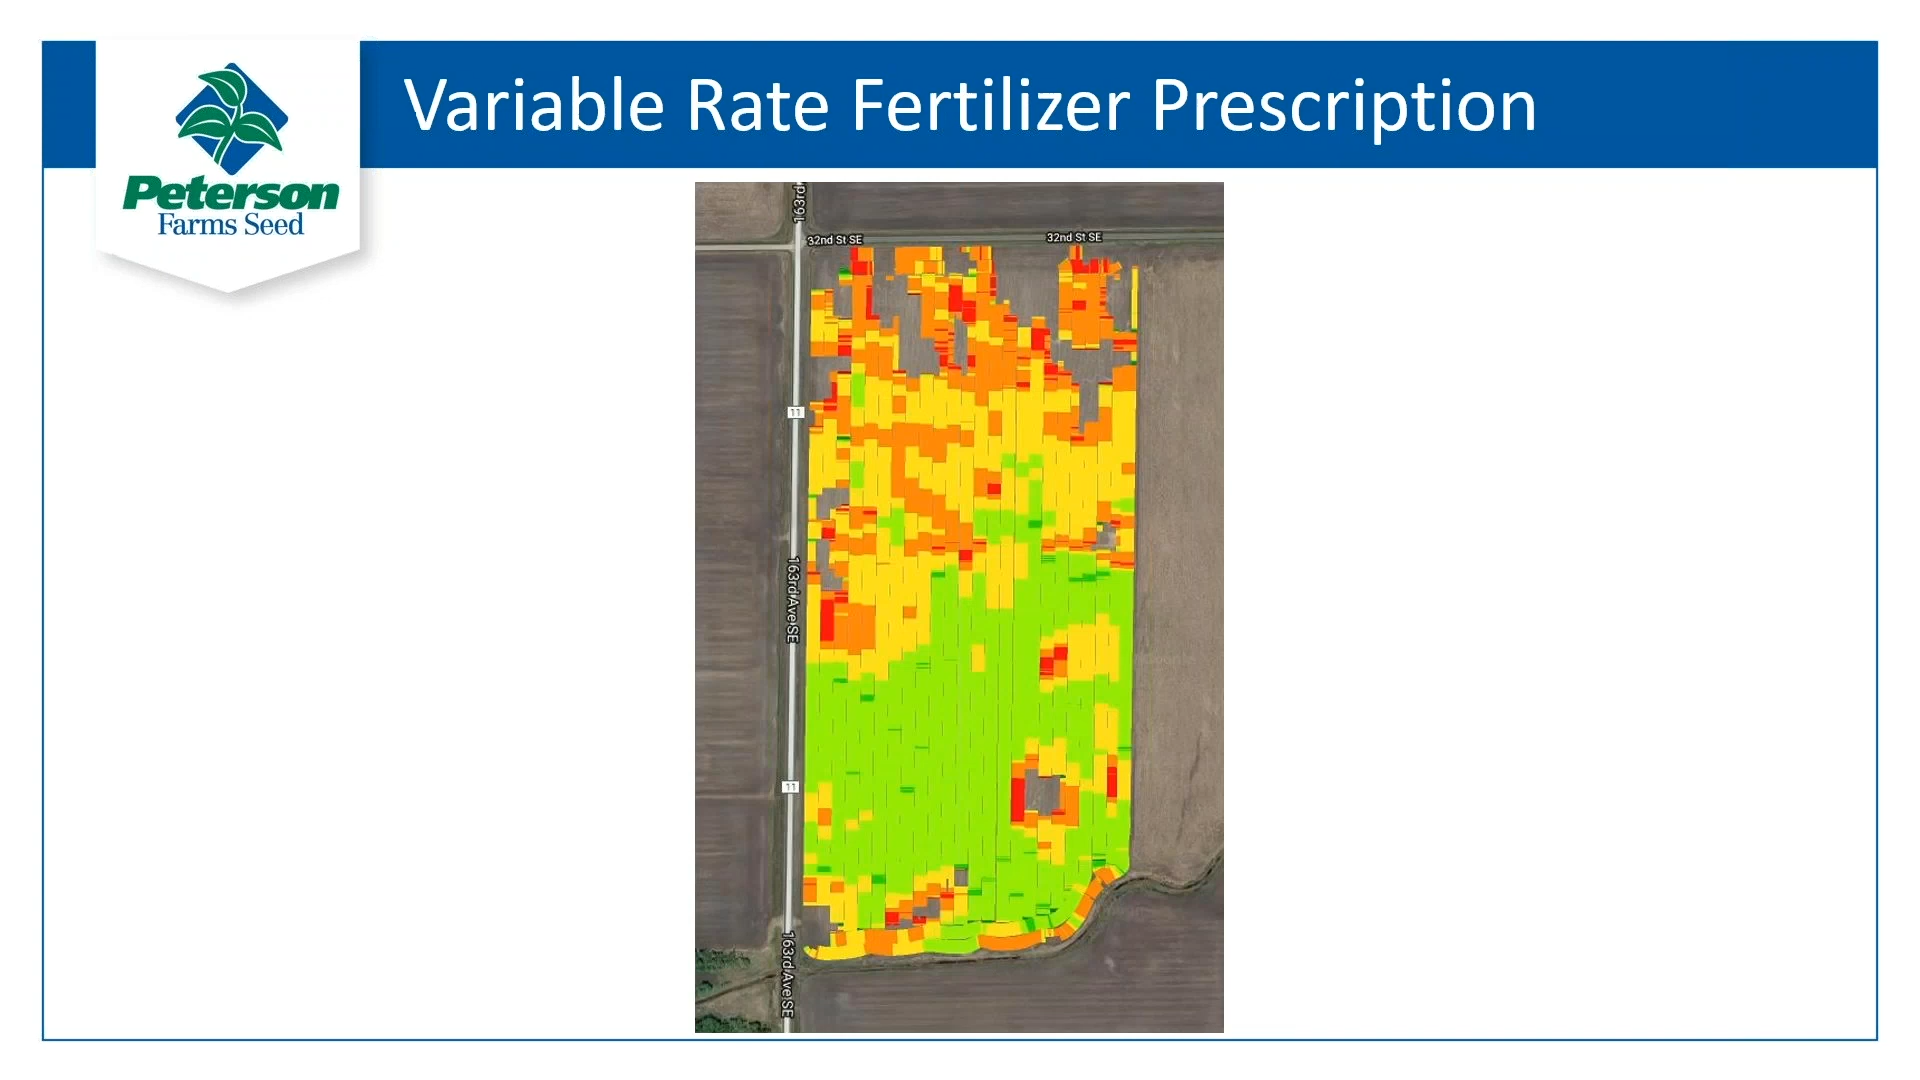 Variable Rate Fertilizer Prescription
Peterson
Farms Seed
163rd
32nd St SE
32nd St SE
11
163rd Ave SE
11
163rd Ave SE